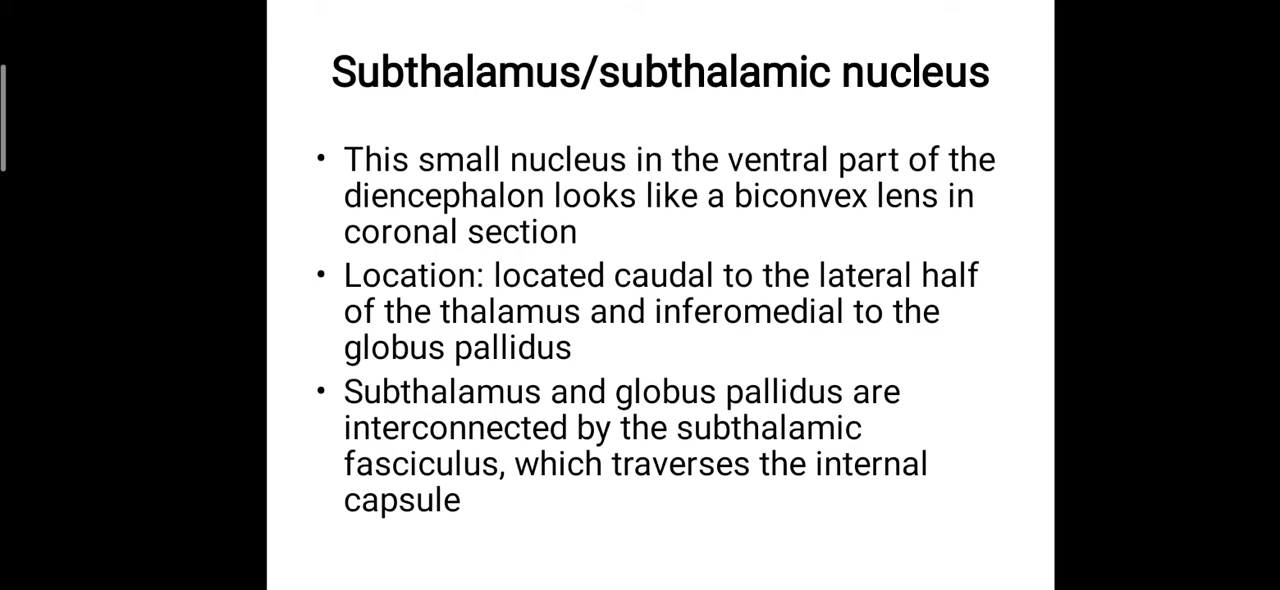 Subthalamus/subthalamic nucleus
• This small nucleus in the ventral part of the
diencephalon looks like a biconvex lens in
coronal section
• Location: located caudal to the lateral half
of the thalamus and inferomedial to the
globus pallidus
• Subthalamus and globus pallidus are
interconnected by the subthalamic
fasciculus, which traverses the internal
capsule